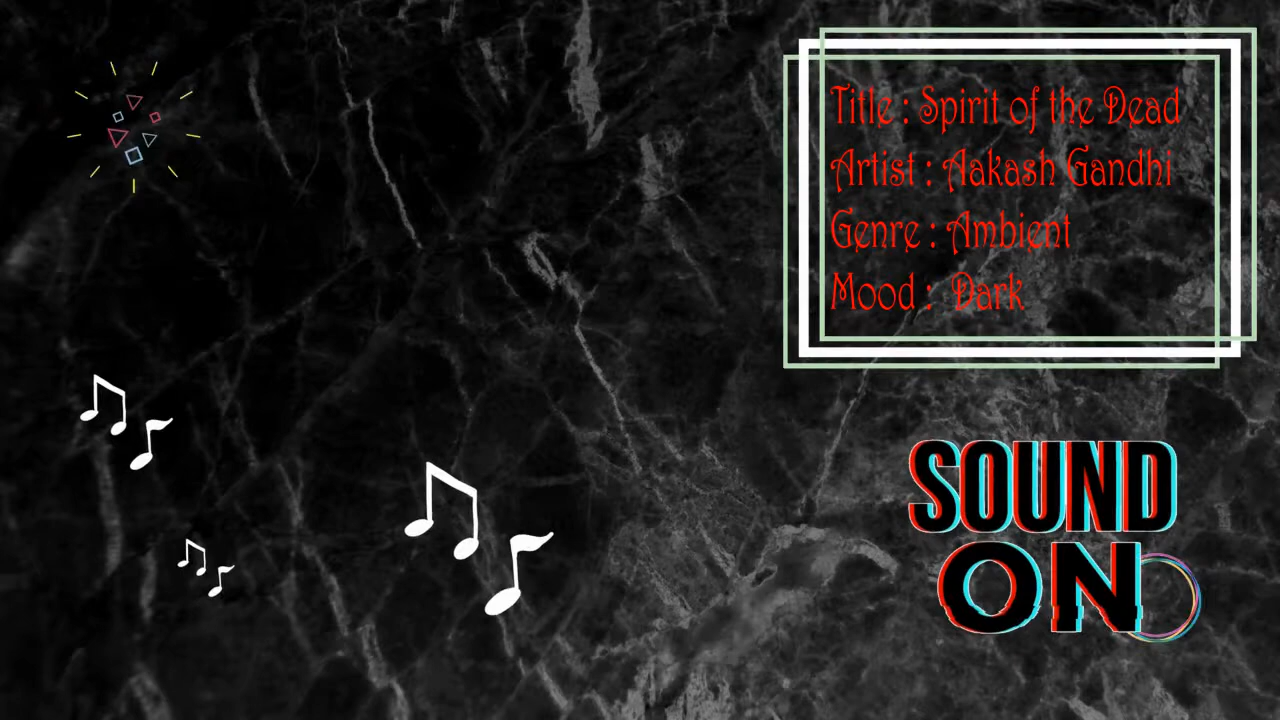 Title : Spirit of the Dead
Artist : Aakash Gandhi
Genre : Ambient
Mood : Dark
SOUND
ON